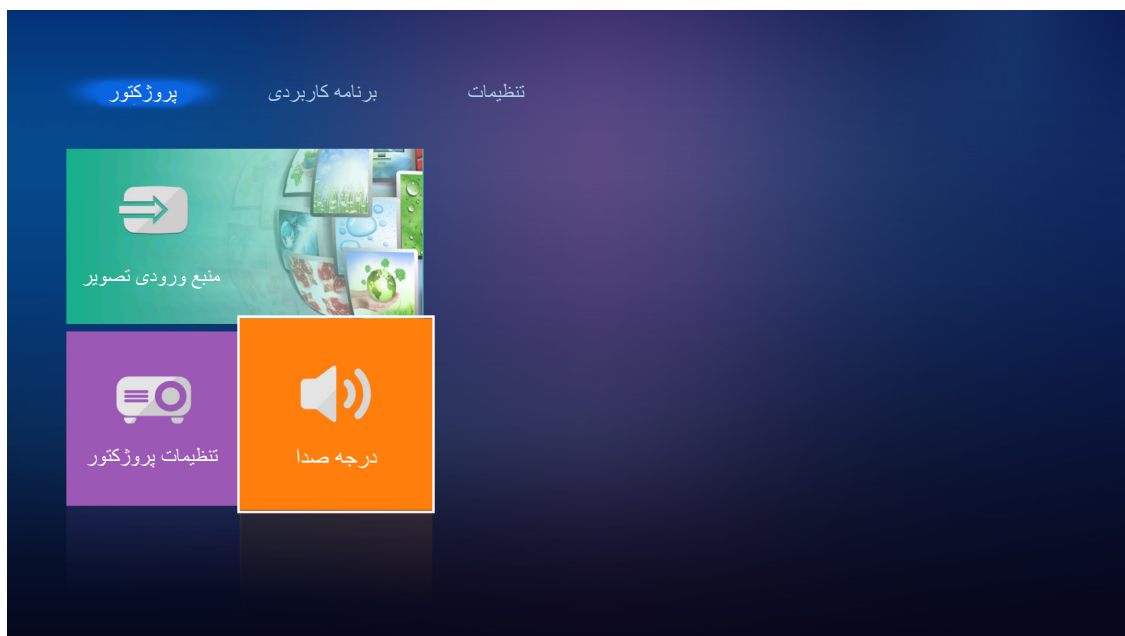 پروژکتور
برنامه کاربردی
تنظیمات
منبع ورودی تصویر
تنظیمات پروژکتور
درجه صدا